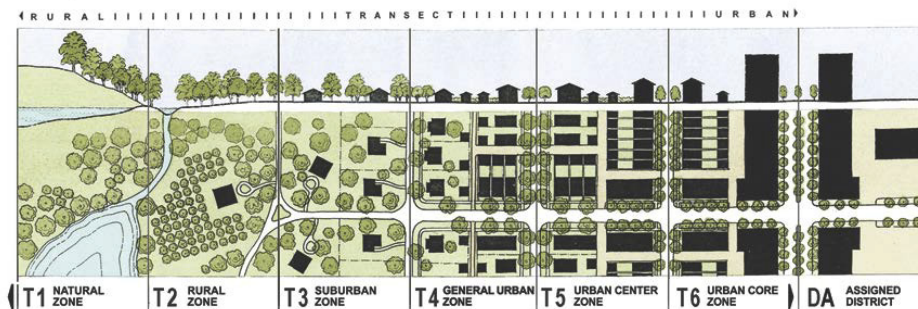 RURAL TRANSECT URBAN
T1 NATURAL ZONE
T2 RURAL ZONE
T3 SUBURBAN ZONE
T4 GENERAL URBAN ZONE
T5 URBAN CENTER ZONE
T6 URBAN CORE ZONE
DA ASSIGNED DISTRICT